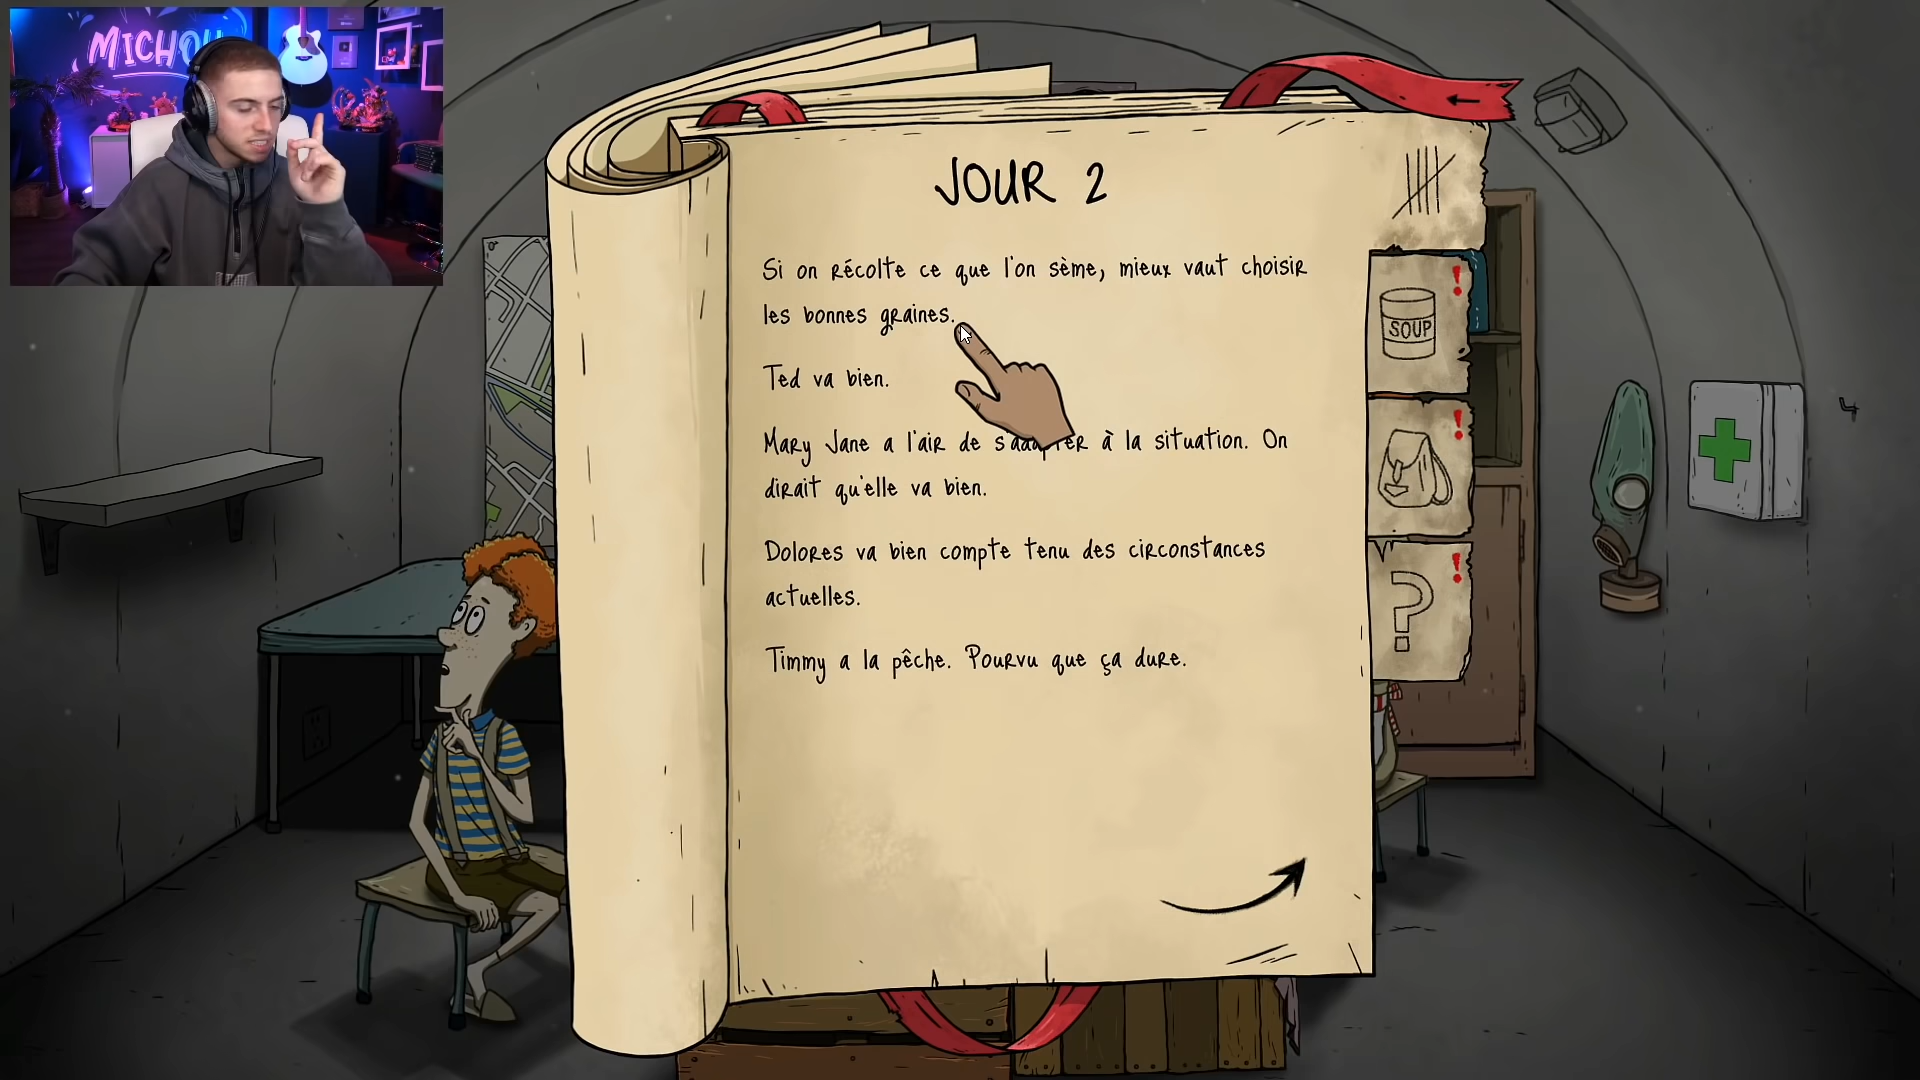 MICHOU
JOUR 2
Si on récolte ce que l'on sème, mieux vaut choisir
les bonnes graines.
Ted va bien.
Mary Jane a l'air de s'adapter à la situation. On
dirait qu'elle va bien.
Dolores va bien compte tenu des circonstances
actuelles.
Timmy a la pêche. Pourvu que ça dure.
!
SOUP
!
!
?